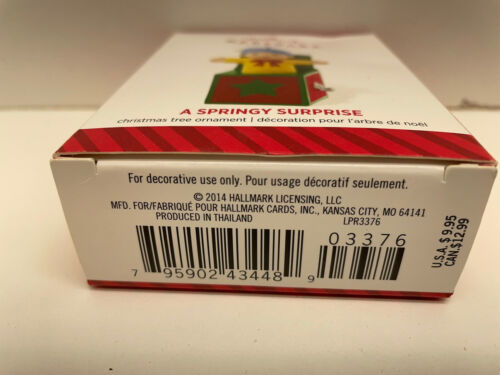 A SPRINGY SURPRISE
christmas tree ornament | décoration pour l'arbre de noël
For decorative use only. Pour usage décoratif seulement.
© 2014 HALLMARK LICENSING, LLC
MFD. FOR/FABRIQUÉ POUR HALLMARK CARDS, INC., KANSAS CITY, MO 64141
PRODUCED IN THAILAND LPR3376
03376
7 95902 43448 9
U.S.A. $ 9.95
CAN.$12.99